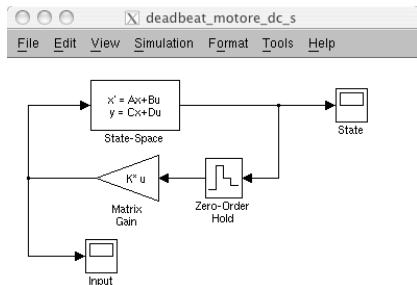 deadbeat_motore_dc_s
File Edit View Simulation Format Tools Help
x' = Ax+Bu
y = Cx+Du
State-Space
State
K* u
Matrix
Gain
Zero-Order
Hold
Input